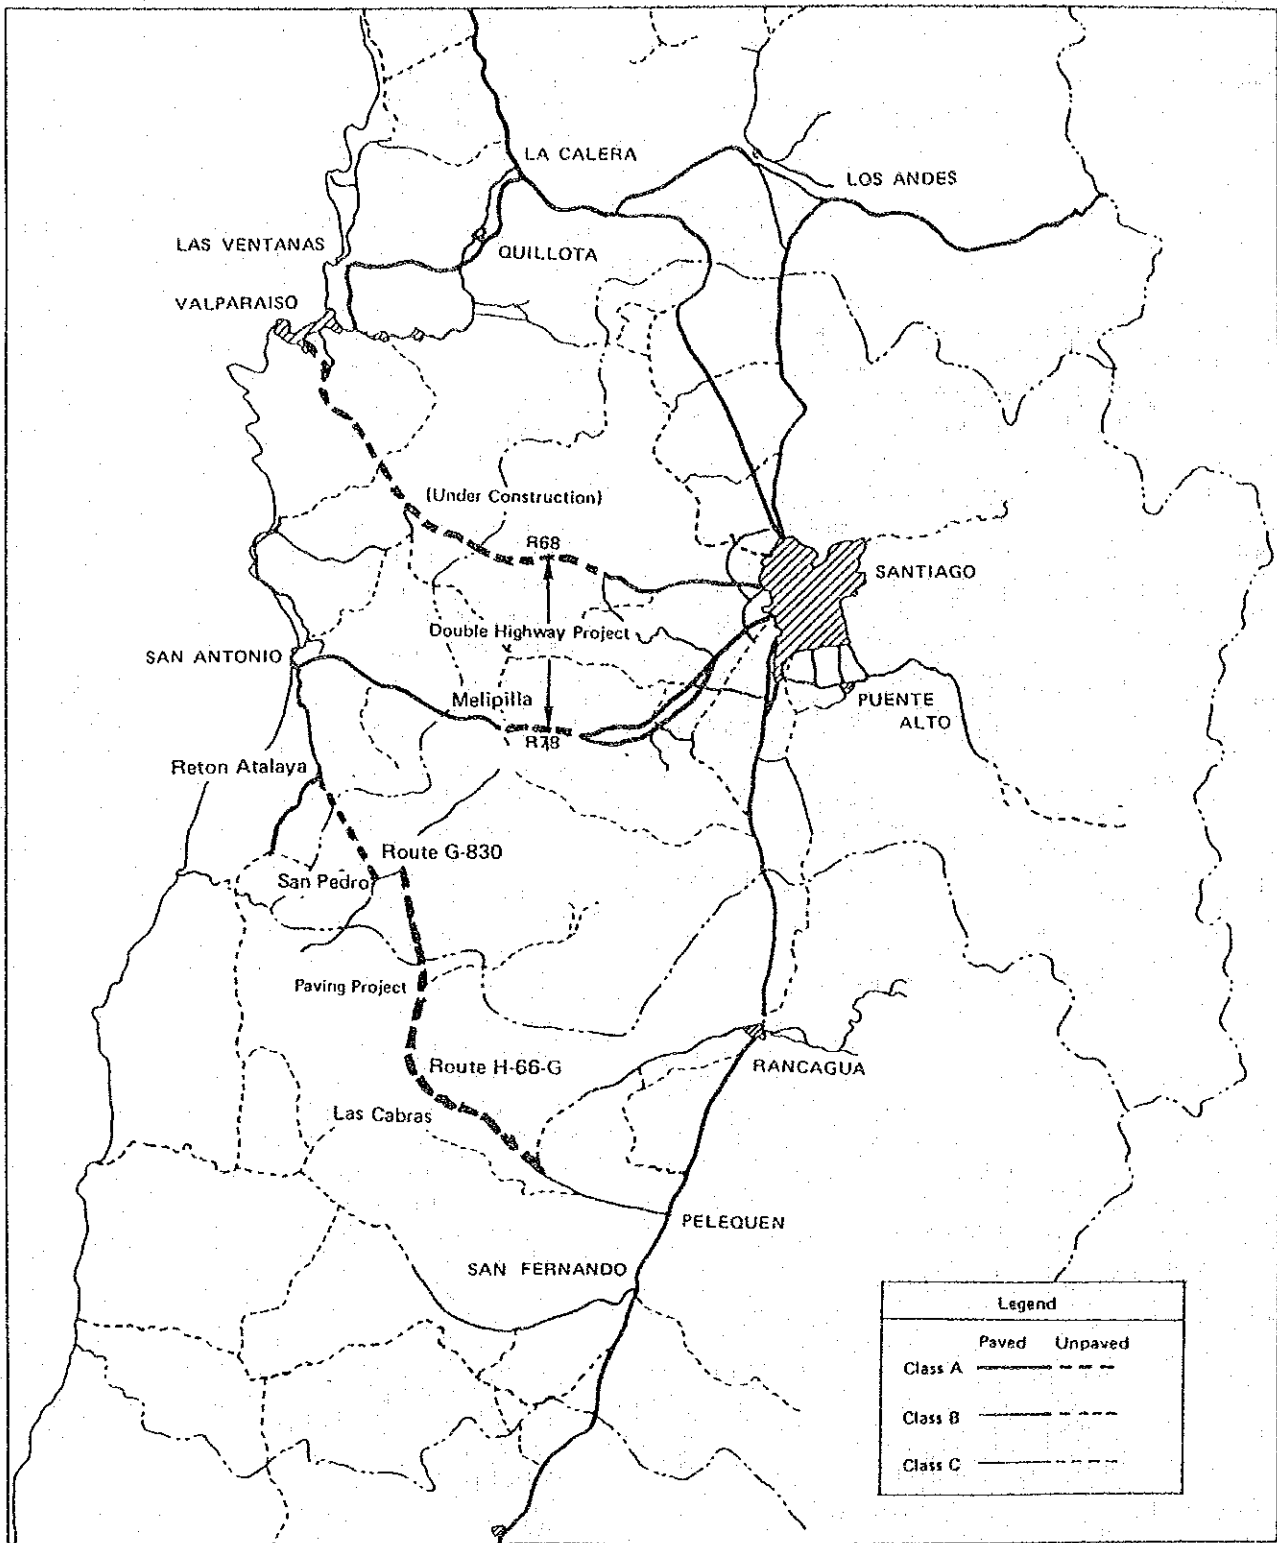 LA CALERA
LOS ANDES
LAS VENTANAS
QUILLOTA
VALPARAISO
(Under Construction)
R68
SANTIAGO
Double Highway Project
SAN ANTONIO
Melipilla
PUENTE
ALTO
R78
Reton Atalaya
Route G-830
San Pedro
Paving Project
Route H-66-G
RANCAGUA
Las Cabras
PELEQUEN
SAN FERNANDO
Legend
Paved Unpaved
Class A
Class B
Class C